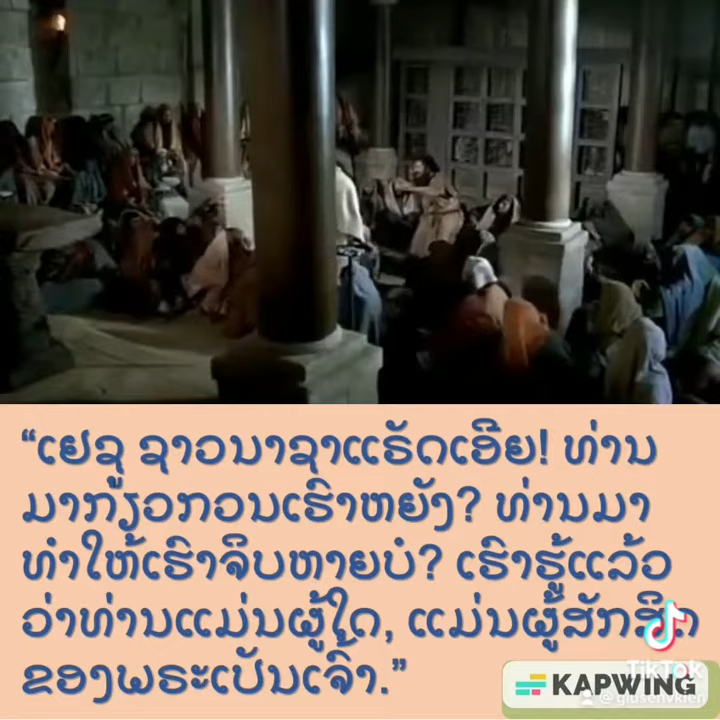 “ເຢຊູ ຊາວນາຊາແຣັດເອີຍ! ທ່ານ
ມາກ່ຽວກວນເຮົາຫຍັງ? ທ່ານມາ
ທຳໃຫ້ເຮົາຈິບຫາຍບໍ? ເຮົາຮູ້ແລ້ວ
ວ່າທ່ານແມ່ນຜູ້ໃດ, ແມ່ນຜູ້ສັກສິດ
ຂອງພຣະເປັນເຈົ້າ.”
TikTok
KAPWING